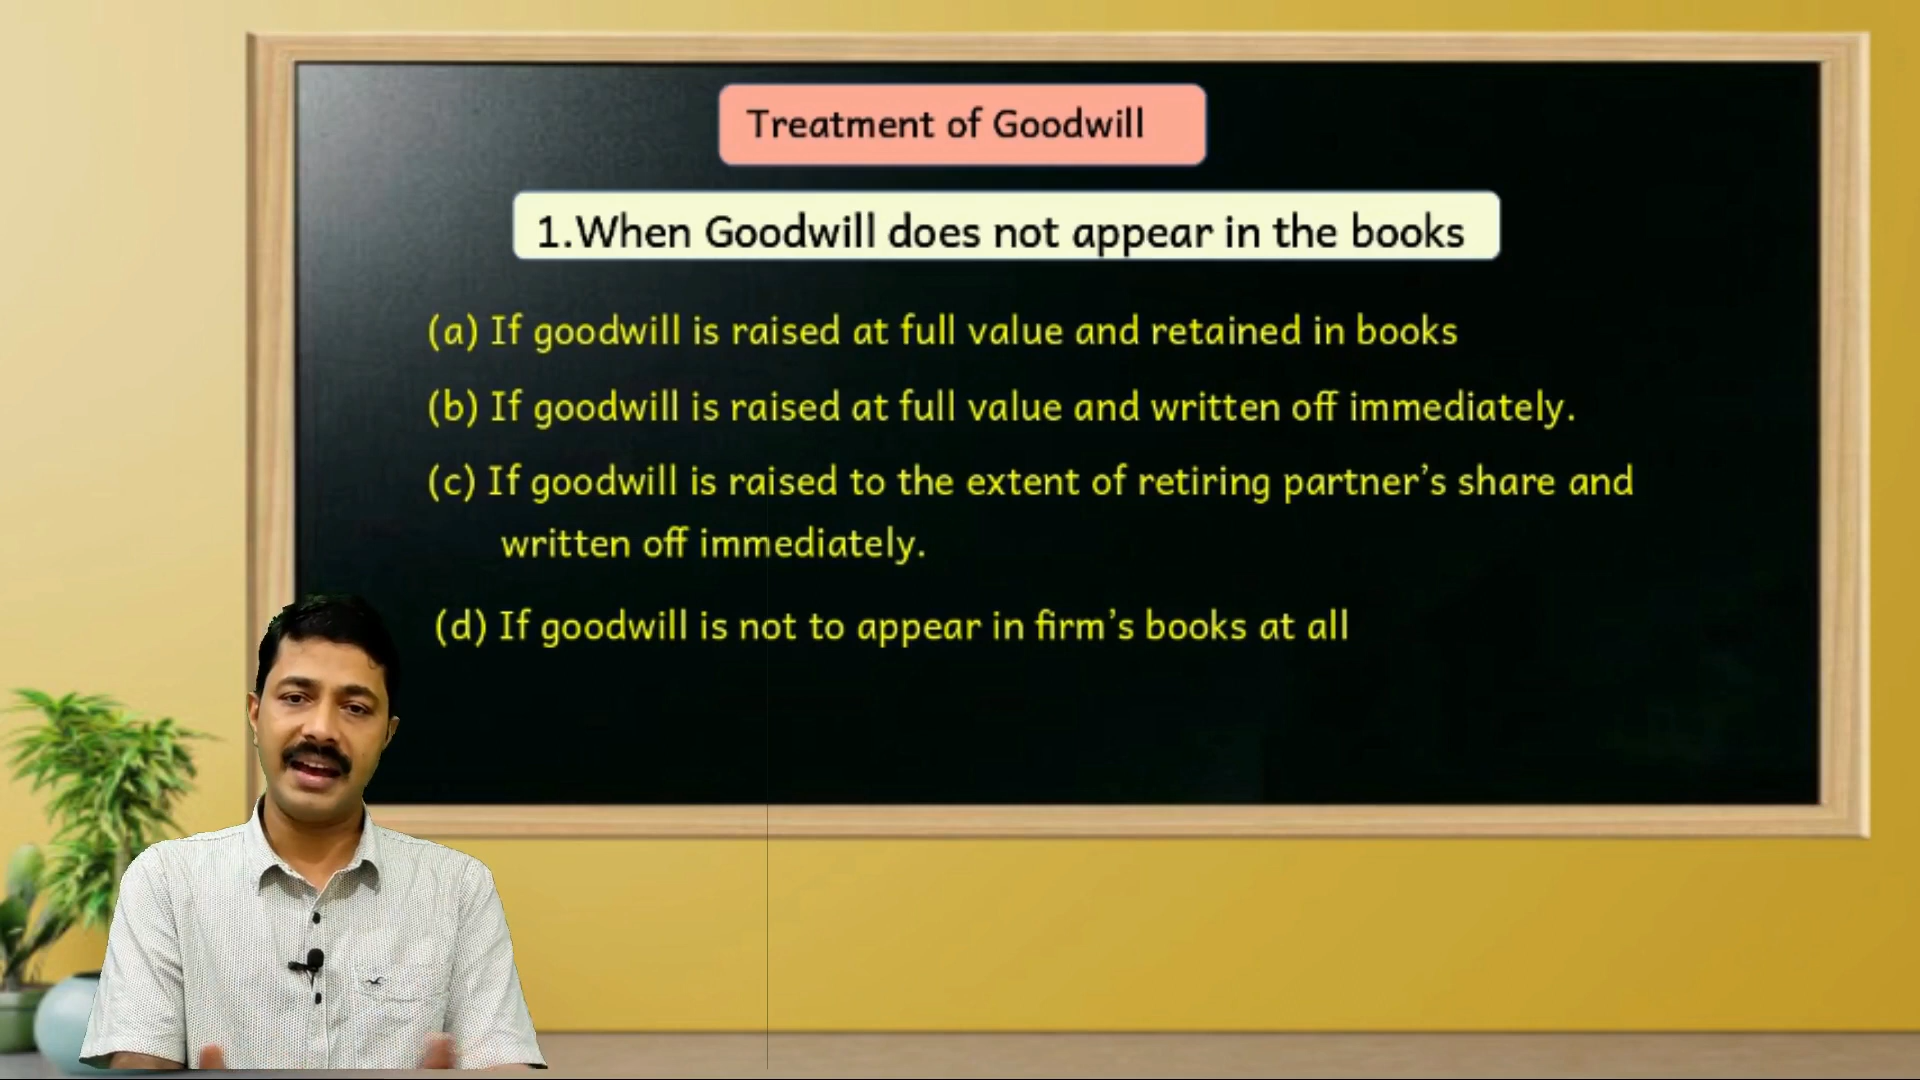 Treatment of Goodwill
1.When Goodwill does not appear in the books
(a) If goodwill is raised at full value and retained in books
(b) If goodwill is raised at full value and written off immediately.
(c) If goodwill is raised to the extent of retiring partner’s share and
written off immediately.
(d) If goodwill is not to appear in firm’s books at all